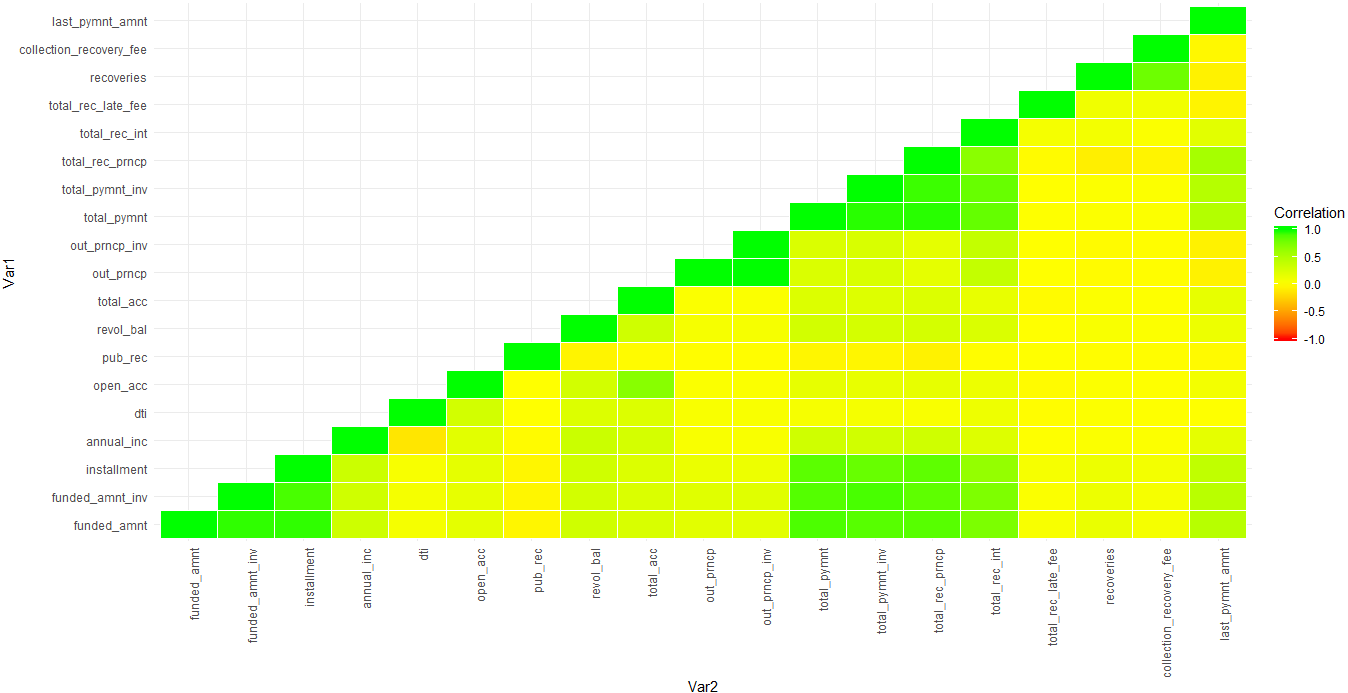 last_pymnt_amnt
collection_recovery_fee
recoveries
total_rec_late_fee
total_rec_int
total_rec_prncp
total_pymnt_inv
total_pymnt
out_prncp_inv
out_prncp
total_acc
revol_bal
pub_rec
open_acc
dti
annual_inc
installment
funded_amnt_inv
funded_amnt
Var1
funded_amnt
funded_amnt_inv
installment
annual_inc
dti
open_acc
pub_rec
revol_bal
total_acc
out_prncp
out_prncp_inv
total_pymnt
total_pymnt_inv
total_rec_prncp
total_rec_int
total_rec_late_fee
recoveries
collection_recovery_fee
last_pymnt_amnt
Var2
Correlation
1.0
0.5
0.0
-0.5
-1.0